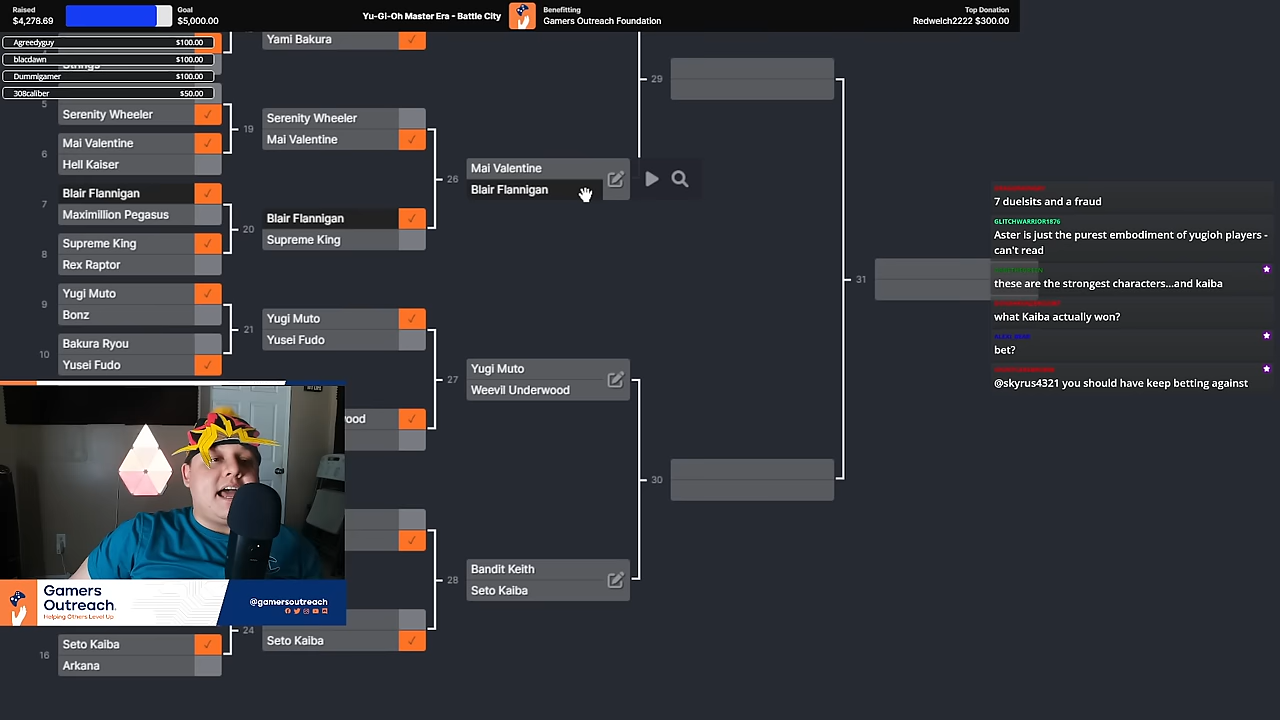 Raised
$4,278.69
Goal
$5,000.00
Yu-Gi-Oh Master Era - Battle City
Benefitting
Gamers Outreach Foundation
Top Donation
Redwelch2222 $300.00
Agreedyguy $100.00
blacdawn $100.00
Dummigamer $100.00
308caliber $50.00
Strings
5
Serenity Wheeler
6
Mai Valentine
Hell Kaiser
7
Blair Flannigan
Maximillion Pegasus
8
Supreme King
Rex Raptor
9
Yugi Muto
Bonz
10
Bakura Ryou
Yusei Fudo
16
Seto Kaiba
Arkana
Yami Bakura
19
Serenity Wheeler
Mai Valentine
20
Blair Flannigan
Supreme King
21
Yugi Muto
Yusei Fudo
ood
24
Seto Kaiba
26
Mai Valentine
Blair Flannigan
27
Yugi Muto
Weevil Underwood
28
Bandit Keith
Seto Kaiba
29
30
31
7 duelsits and a fraud
GLITCHWARRIOR1876
Aster is just the purest embodiment of yugioh players -
can't read
these are the strongest characters...and kaiba
what Kaiba actually won?
bet?
@skyrus4321 you should have keep betting against
Gamers
Outreach.
Helping Others Level Up
@gamersoutreach